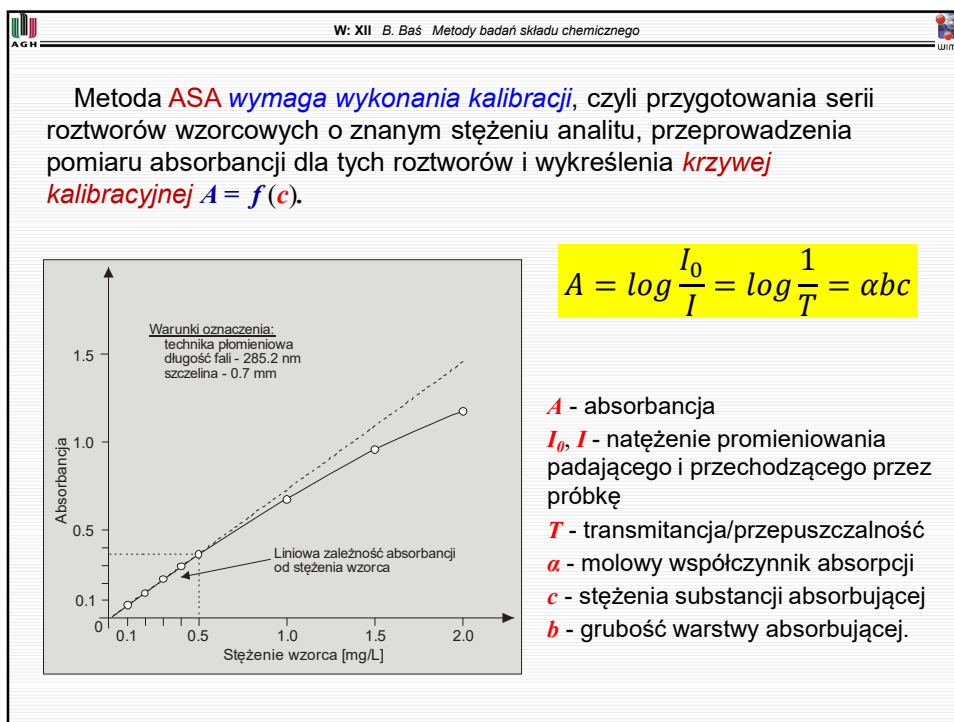 AGH
W: XII B. Baś Metody badań składu chemicznego
WIM
Metoda ASA wymaga wykonania kalibracji, czyli przygotowania serii
roztworów wzorcowych o znanym stężeniu analitu, przeprowadzenia
pomiaru absorbancji dla tych roztworów i wykreślenia krzywej
kalibracyjnej A = f (c).
A = log I₀/I = log 1/T = αbc
Warunki oznaczenia:
technika płomieniowa
długość fali - 285.2 nm
szczelina - 0.7 mm
1.5
1.0
0.5
0.1
0
Absorbancja
Liniowa zależność absorbancji
od stężenia wzorca
0.1 0.5 1.0 1.5 2.0
Stężenie wzorca [mg/L]
A - absorbancja
I₀, I - natężenie promieniowania
padającego i przechodzącego przez
próbkę
T - transmitancja/przepuszczalność
α - molowy współczynnik absorpcji
c - stężenia substancji absorbującej
b - grubość warstwy absorbującej.